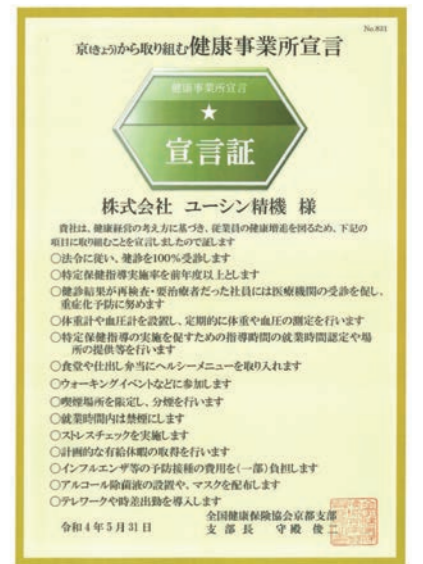 No.831
京(きょう)から取り組む健康事業所宣言
健康事業所宣言
★
宣言証
株式会社 ユーシン精機 様
貴社は、健康経営の考え方に基づき、従業員の健康増進を図るため、下記の
項目に取り組むことを宣言しましたので証します
○法令に従い、健診を100%受診します
○特定保健指導実施率を前年度以上とします
○健診結果が再検査・要治療者だった社員には医療機関の受診を促し、
重症化予防に努めます
○体重計や血圧計を設置し、定期的に体重や血圧の測定を行います
○特定保健指導の実施を促すための指導時間の就業時間認定や場
所の提供等を行います
○食堂や仕出し弁当にヘルシーメニューを取り入れます
○ウォーキングイベントなどに参加します
○喫煙場所を限定し、分煙を行います
○就業時間内は禁煙にします
○ストレスチェックを実施します
○計画的な有給休暇の取得を行います
○インフルエンザ等の予防接種の費用を(一部)負担します
○アルコール除菌液の設置や、マスクを配布します
○テレワークや時差出勤を導入します
令和4年5月31日
全国健康保険協会京都支部
支部長 守殿 俊二